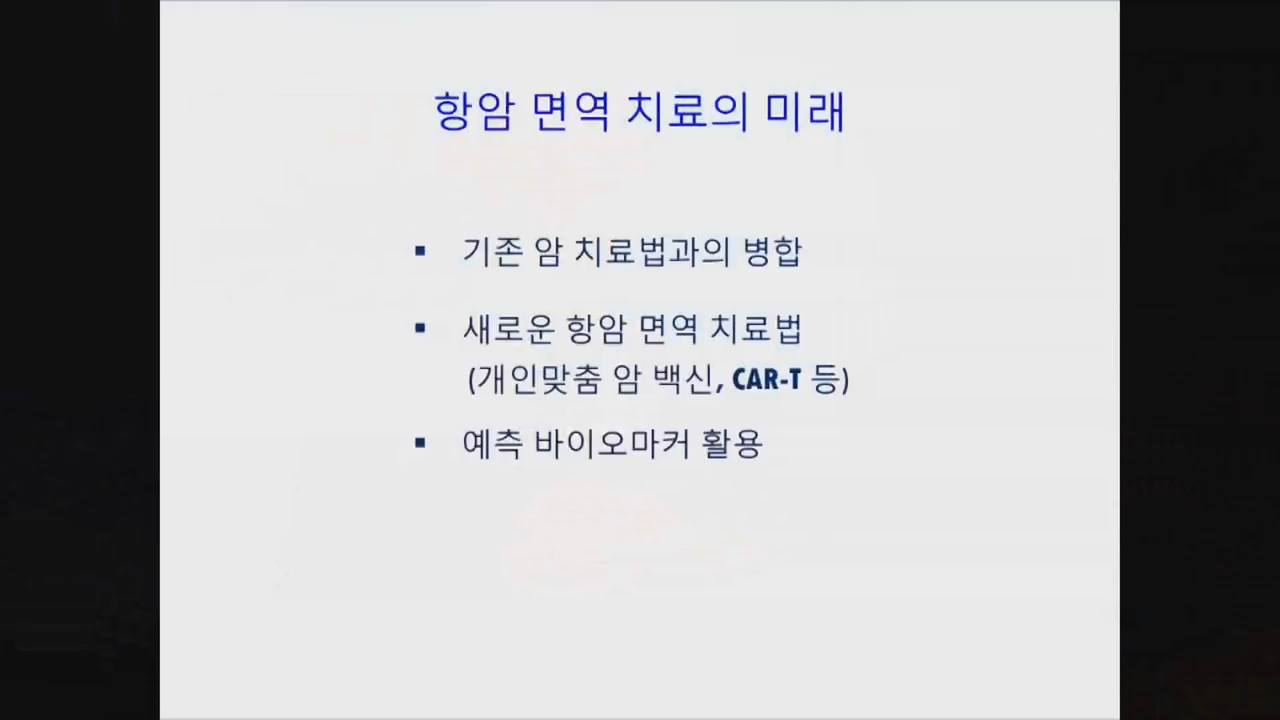 항암 면역 치료의 미래
▪ 기존 암 치료법과의 병합
▪ 새로운 항암 면역 치료법
(개인맞춤 암 백신, CAR-T 등)
▪ 예측 바이오마커 활용